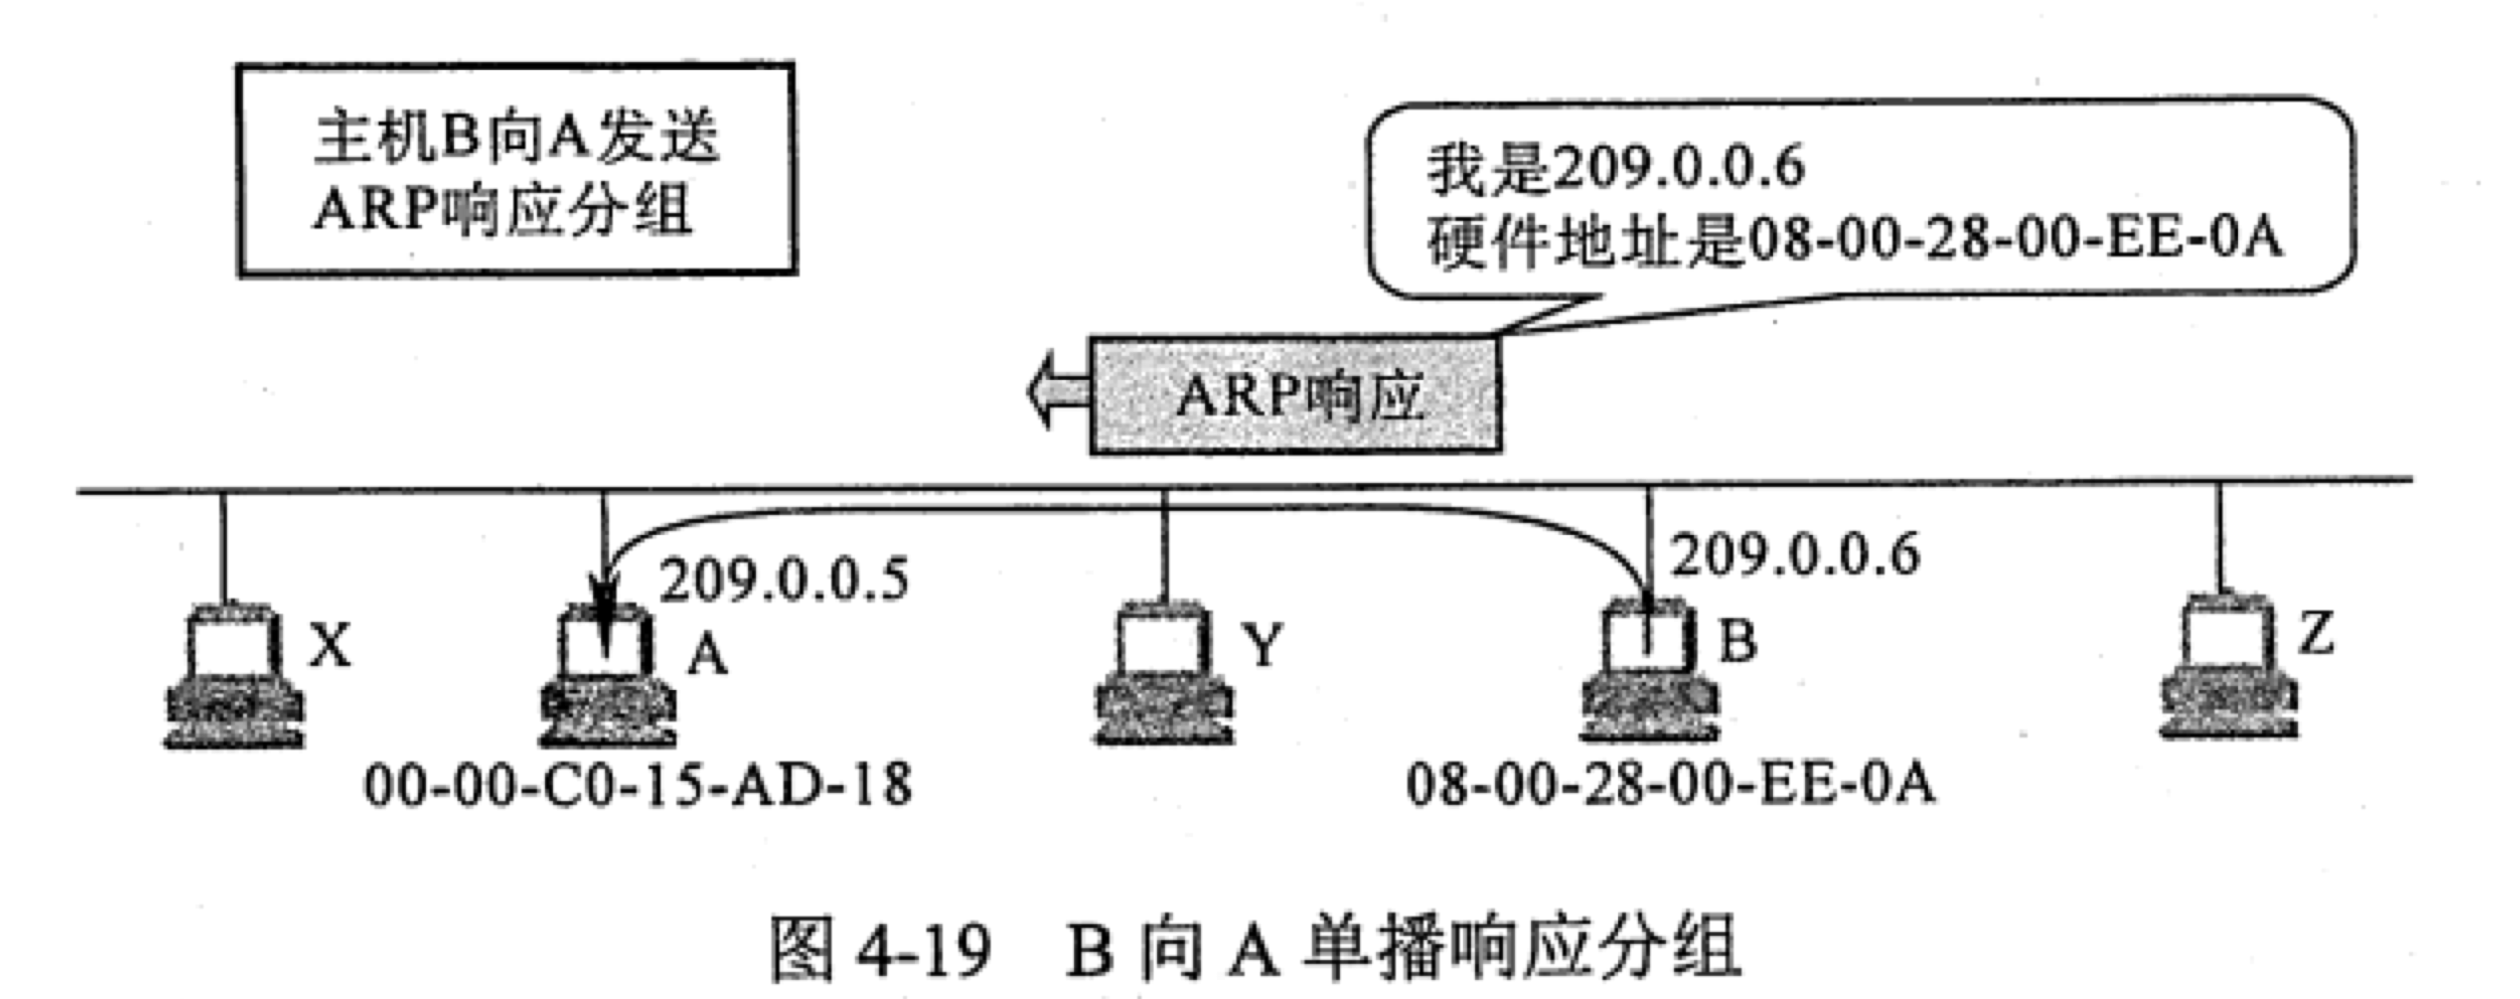 主机B向A发送
ARP响应分组
我是209.0.0.6
硬件地址是08-00-28-00-EE-0A
ARP响应
209.0.0.5
209.0.0.6
X
A
Y
B
Z
00-00-C0-15-AD-18
08-00-28-00-EE-0A
图 4-19 B 向 A 单播响应分组